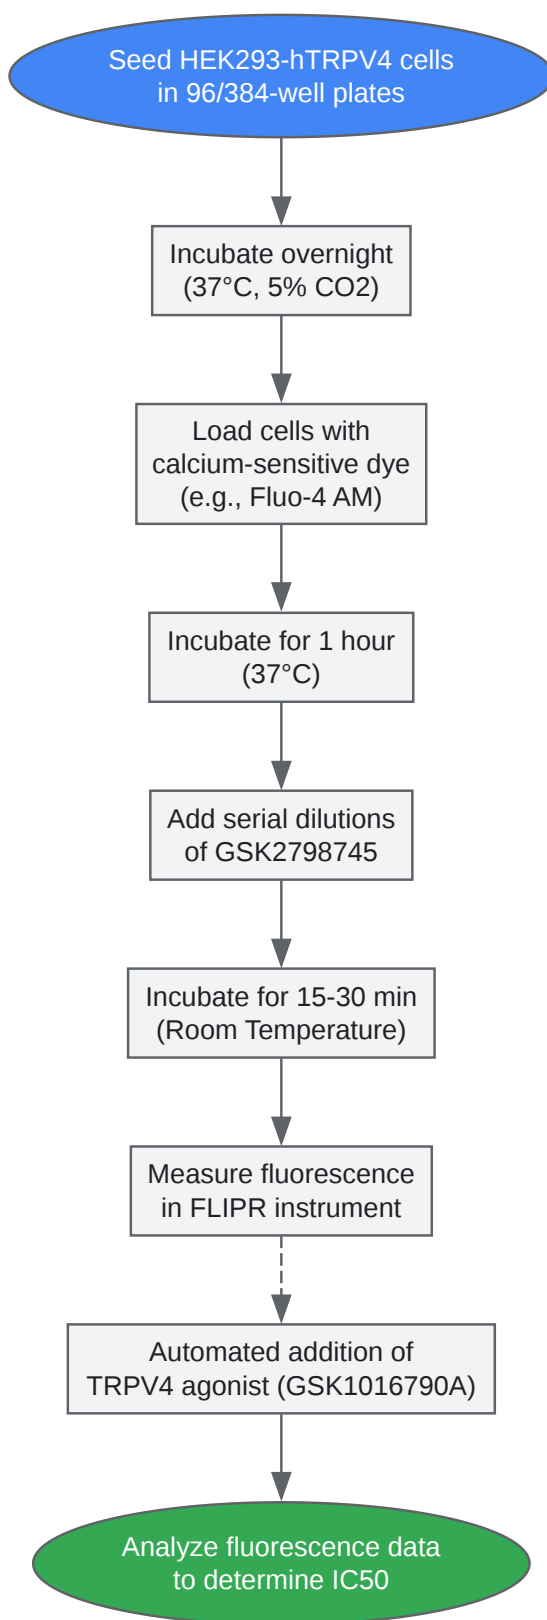 Seed HEK293-hTRPV4 cells
in 96/384-well plates
Incubate overnight
(37°C, 5% CO2)
Load cells with
calcium-sensitive dye
(e.g., Fluo-4 AM)
Incubate for 1 hour
(37°C)
Add serial dilutions
of GSK2798745
Incubate for 15-30 min
(Room Temperature)
Measure fluorescence
in FLIPR instrument
Automated addition of
TRPV4 agonist (GSK1016790A)
Analyze fluorescence data
to determine IC50